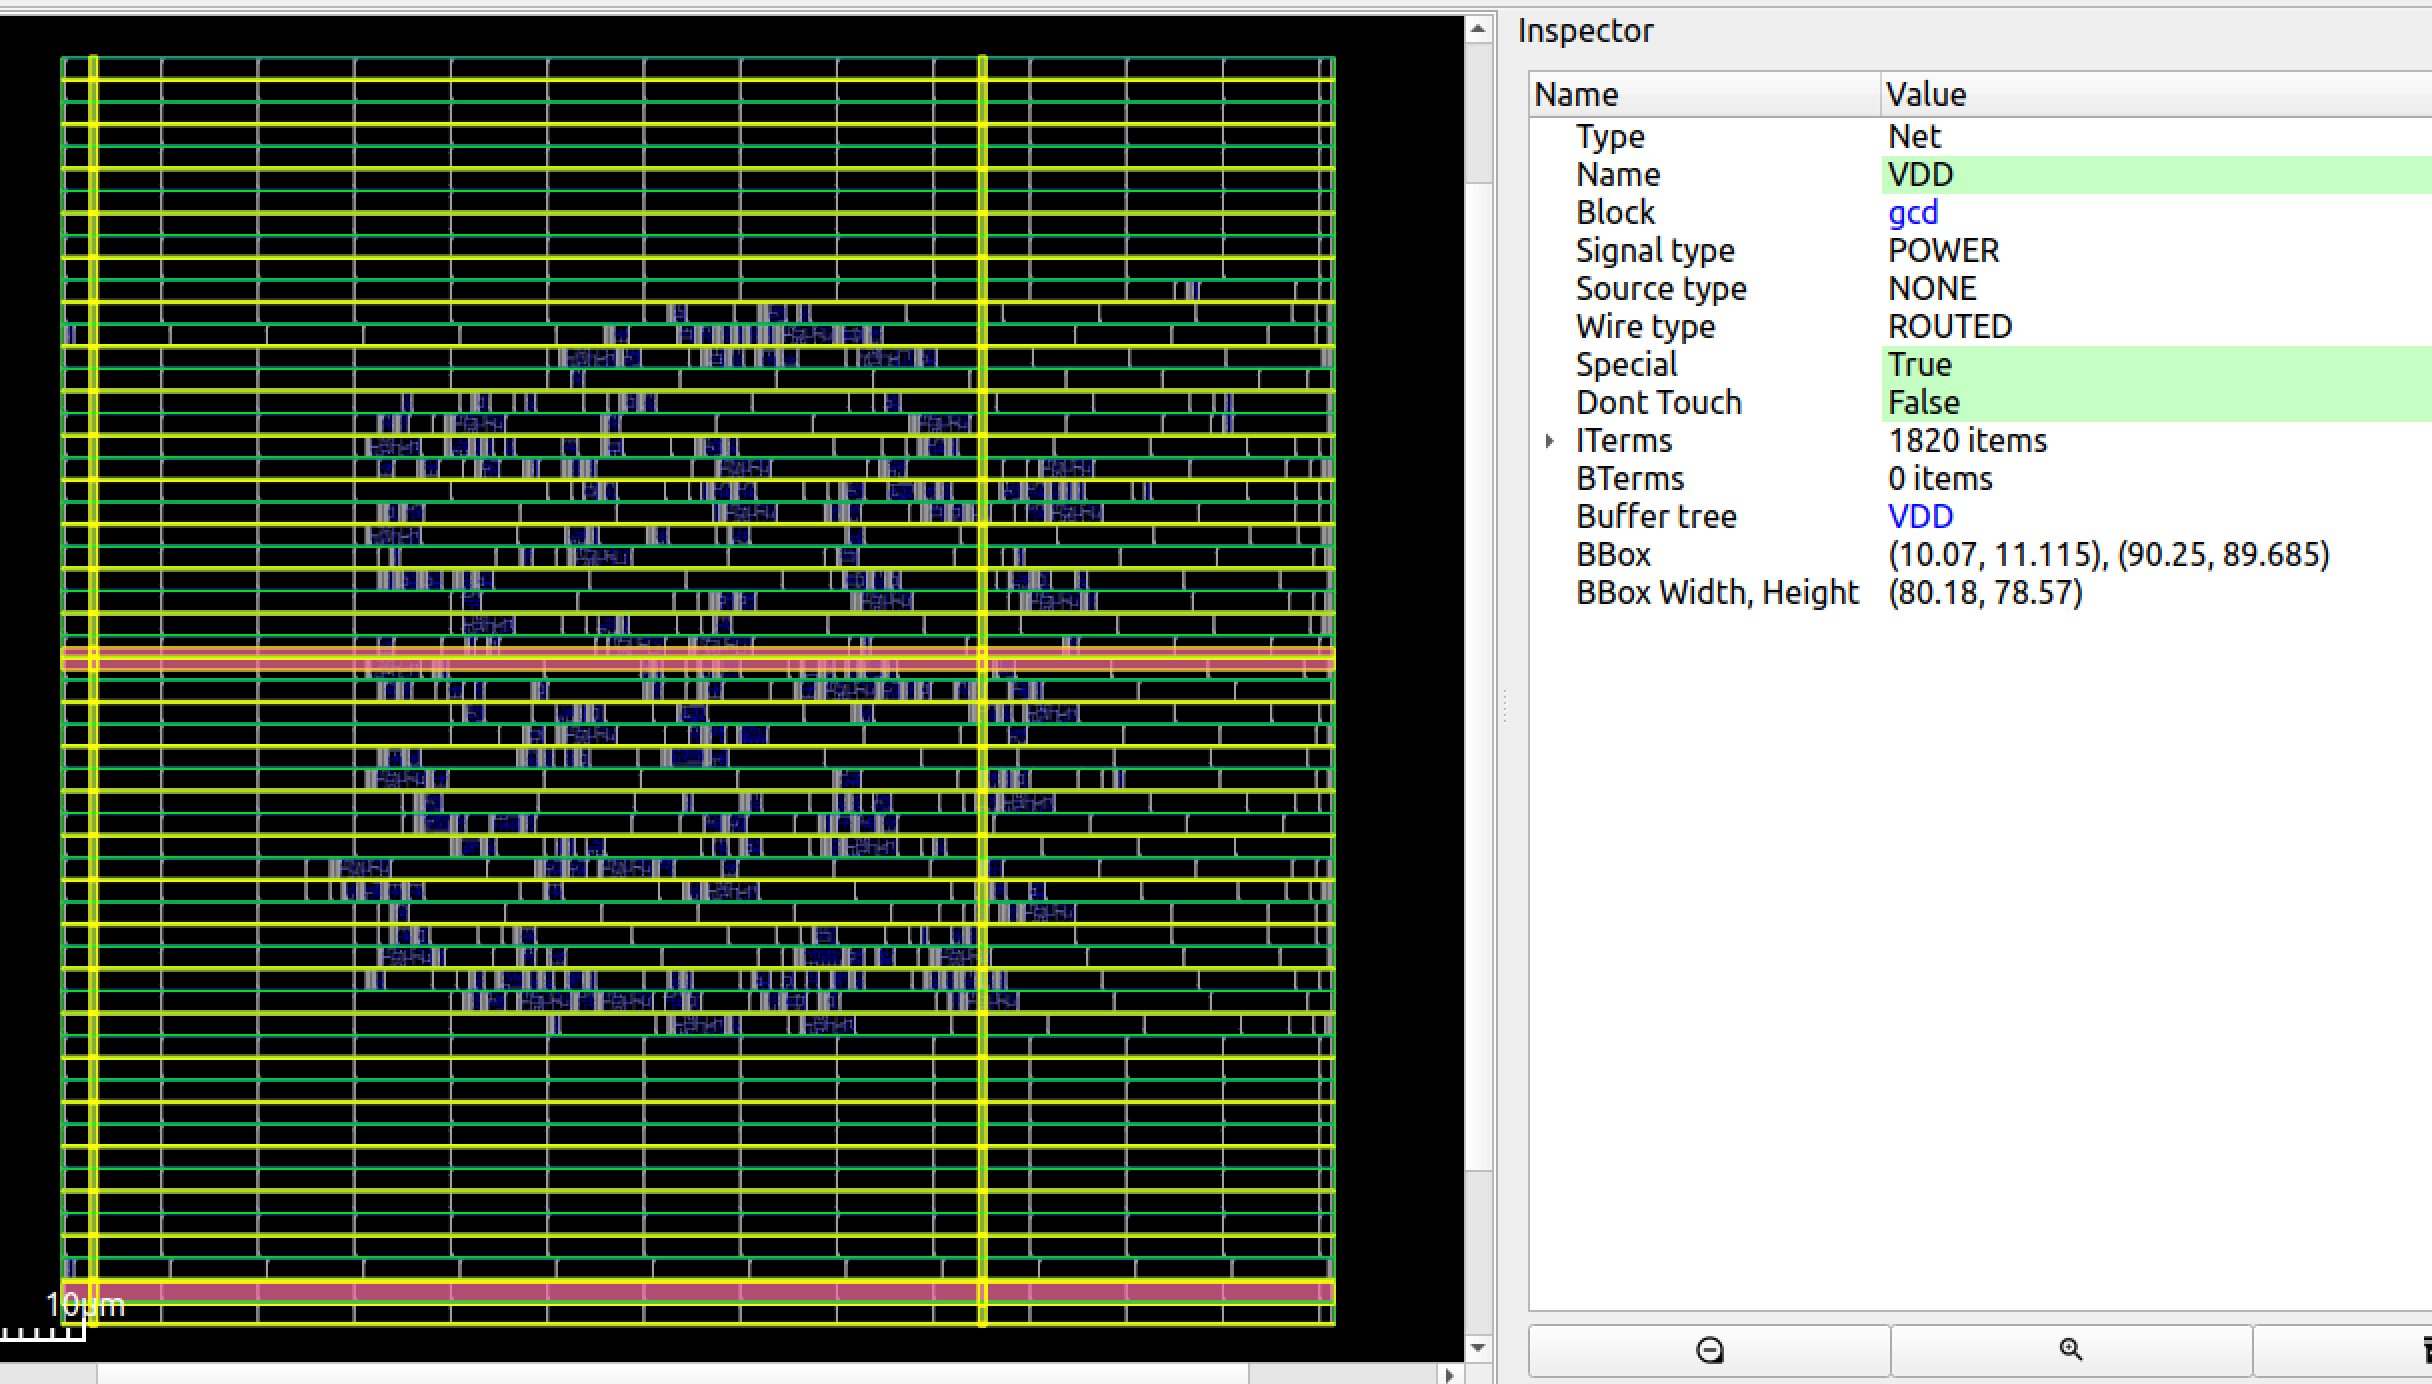 10μm
Inspector
Name Value
Type Net
Name VDD
Block gcd
Signal type POWER
Source type NONE
Wire type ROUTED
Special True
Dont Touch False
ITerms 1820 items
BTerms 0 items
Buffer tree VDD
BBox (10.07, 11.115), (90.25, 89.685)
BBox Width, Height (80.18, 78.57)